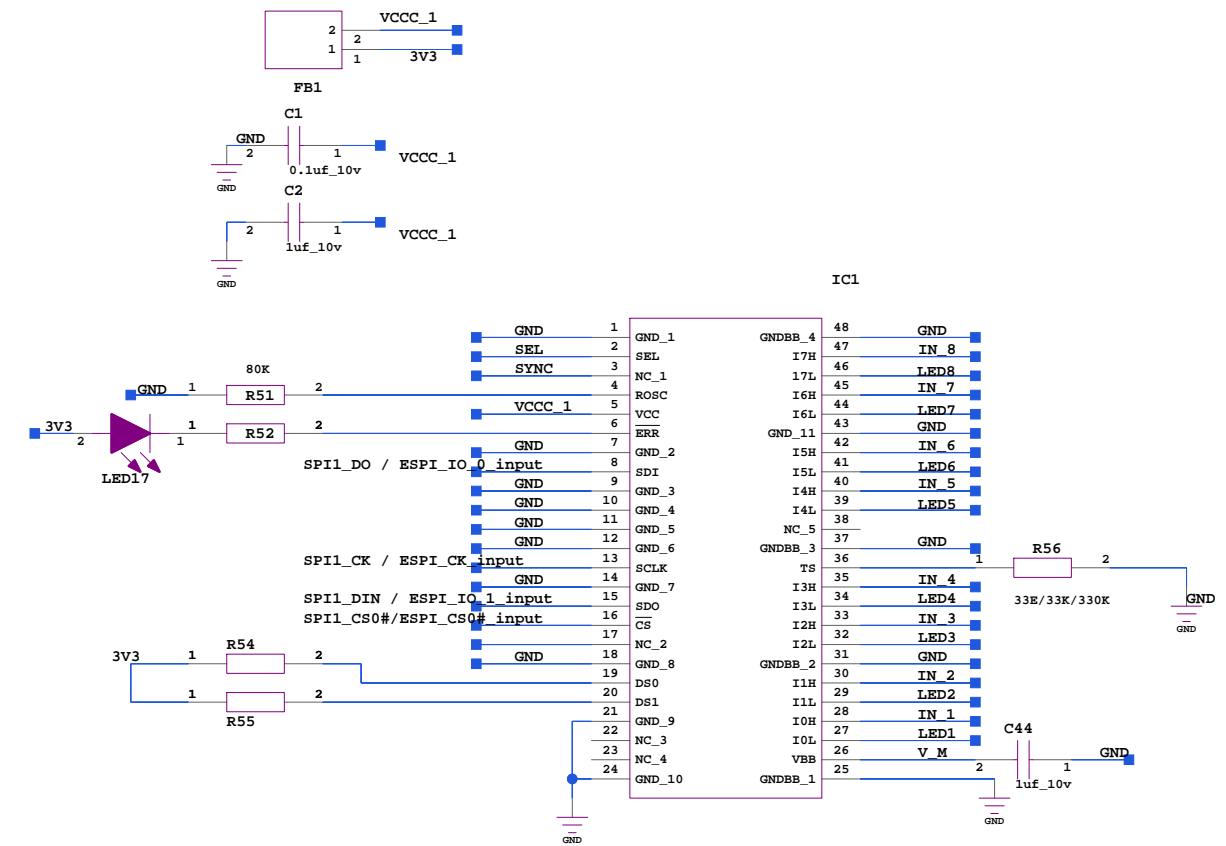 VCCC_1
2
2
1
3V3
1
FB1
C1
GND
2
1
VCCC_1
0.1uf_10v
GND
C2
2
1
VCCC_1
1uf_10v
GND
IC1
GND 1 GND_1 GNDBB_4 48 GND
SEL 2 SEL I7H 47 IN_8
SYNC 3 NC_1 17L 46 LED8
80K
GND 1 R51 2 4 ROSC I6H 45 IN_7
VCCC_1 5 VCC I6L 44 LED7
3V3 2 1 1 R52 2 6 ERR GND_11 43 GND
LED17
GND 7 GND_2 I5H 42 IN_6
SPI1_DO / ESPI_IO_0_input 8 SDI I5L 41 LED6
GND 9 GND_3 I4H 40 IN_5
GND 10 GND_4 I4L 39 LED5
GND 11 GND_5 NC_5 38
GND 12 GND_6 GNDBB_3 37 GND
SPI1_CK / ESPI_CK_input 13 SCLK TS 36 1 R56 2
33E/33K/330K
GND
GND
GND 14 GND_7 I3H 35 IN_4
SPI1_DIN / ESPI_IO_1_input 15 SDO I3L 34 LED4
SPI1_CS0#/ESPI_CS0#_input 16 CS I2H 33 IN_3
17 NC_2 I2L 32 LED3
GND 18 GND_8 GNDBB_2 31 GND
3V3 1 R54 2 19 DS0 I1H 30 IN_2
1 R55 2 20 DS1 I1L 29 LED2
21 GND_9 I0H 28 IN_1
22 NC_3 I0L 27 LED1
23 NC_4 VBB 26 V_M 2 C44 1 GND
1uf_10v
24 GND_10 GNDBB_1 25
GND
GND